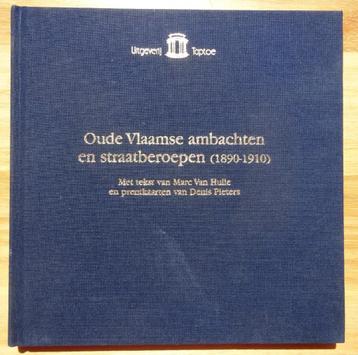 Uitgeverij Taptoe
Oude Vlaamse ambachten
en straatberoepen (1890-1910)
Met tekst van Marc Van Hulle
en prentkaarten van Denis Pieters